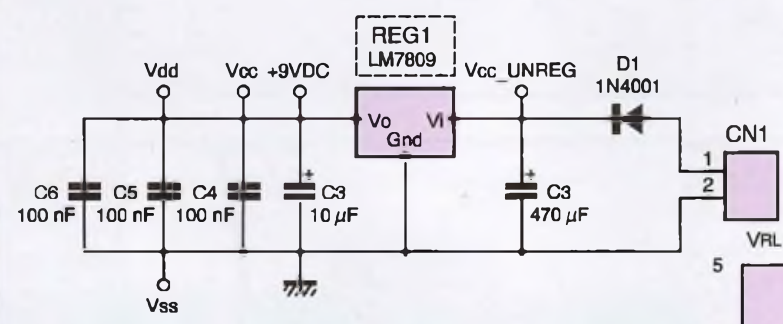 REG1
LM7809
Vdd
Vcc
+9VDC
Vcc_UNREG
D1
1N4001
Vo
Vi
Gnd
CN1
1
2
C6
100 nF
C5
100 nF
C4
100 nF
+
C3
10 µF
+
C3
470 µF
VRL
5
Vss